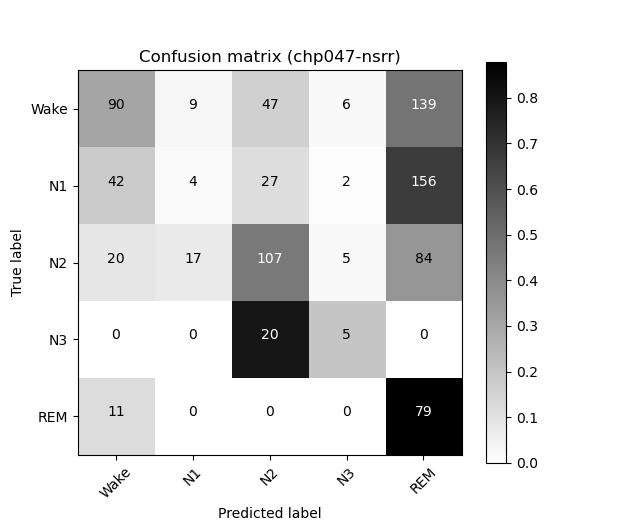 Confusion matrix (chp047-nsrr)
True label
Wake 90 9 47 6 139
N1 42 4 27 2 156
N2 20 17 107 5 84
N3 0 0 20 5 0
REM 11 0 0 0 79
Wake N1 N2 N3 REM
Predicted label
0.8
0.7
0.6
0.5
0.4
0.3
0.2
0.1
0.0